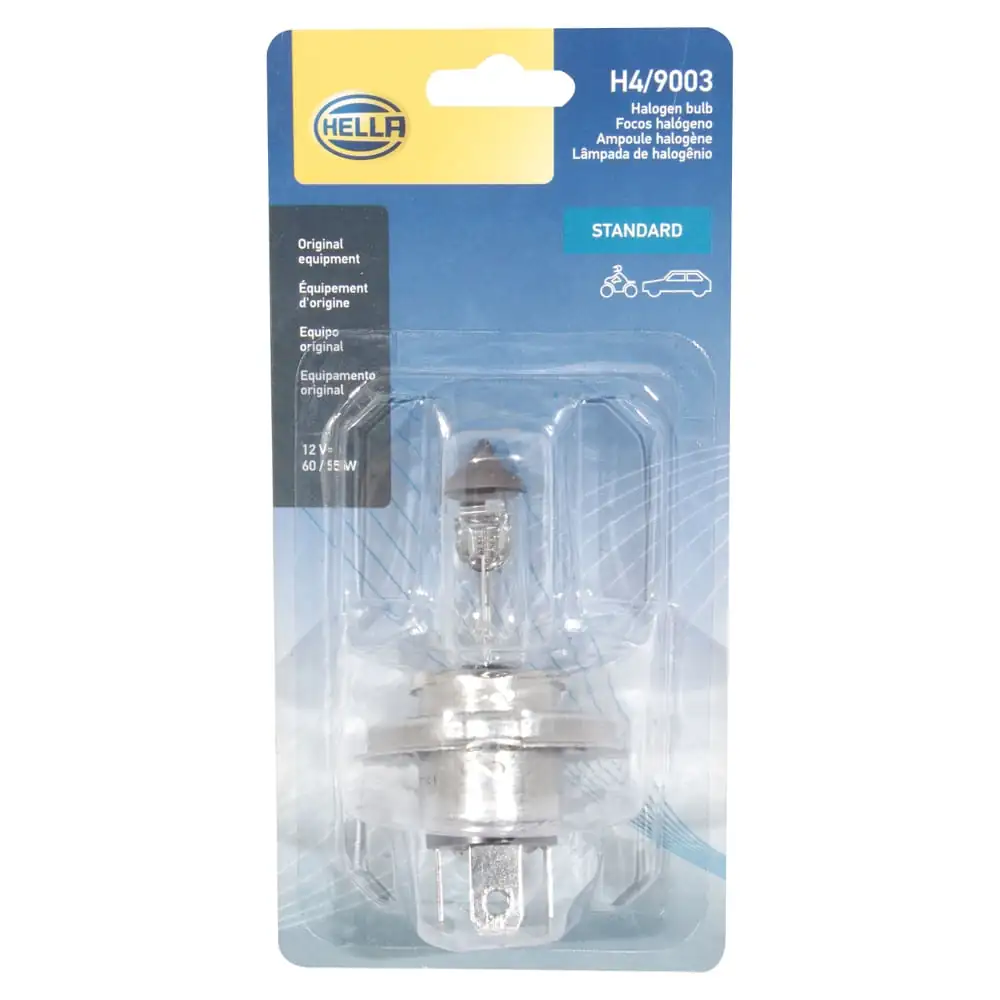 HELLA
H4/9003
Halogen bulb
Focos halógeno
Ampoule halogène
Lâmpada de halogênio
STANDARD
Original
equipment
Équipement
d'origine
Equipo
original
Equipamento
original
12 V=
60 / 55 W